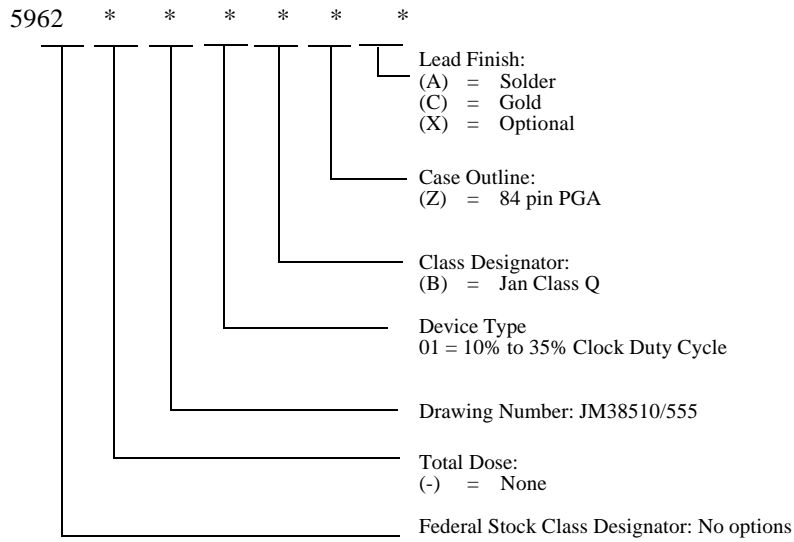 5962 * * * * * *
Lead Finish:
(A) = Solder
(C) = Gold
(X) = Optional
Case Outline:
(Z) = 84 pin PGA
Class Designator:
(B) = Jan Class Q
Device Type
01 = 10% to 35% Clock Duty Cycle
Drawing Number: JM38510/555
Total Dose:
(-) = None
Federal Stock Class Designator: No options